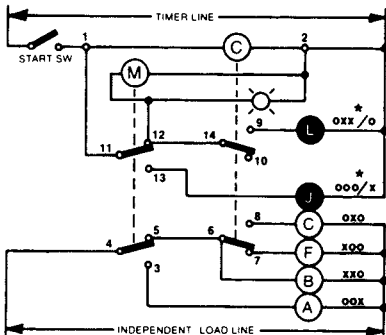 TIMER LINE
1
C
2
START SW
M
L
*
OXX/O
9
12
14
11
10
13
J
*
OOO/X
8
C
OXO
5
6
4
F
XOO
7
3
B
XXO
A
OOX
INDEPENDENT LOAD LINE